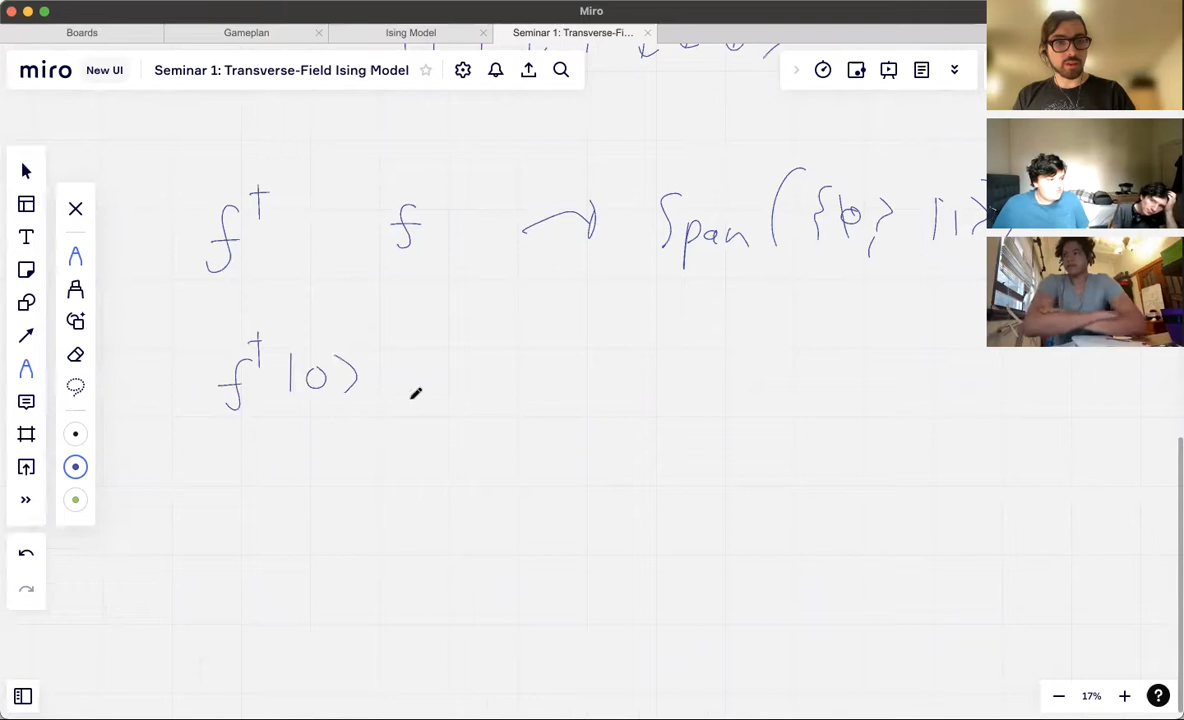 Miro
Boards
Gameplan
Ising Model
Seminar 1: Transverse-Fi...
miro New UI Seminar 1: Transverse-Field Ising Model
f† f → Span ({|0⟩, |1⟩
f† |0⟩
17%